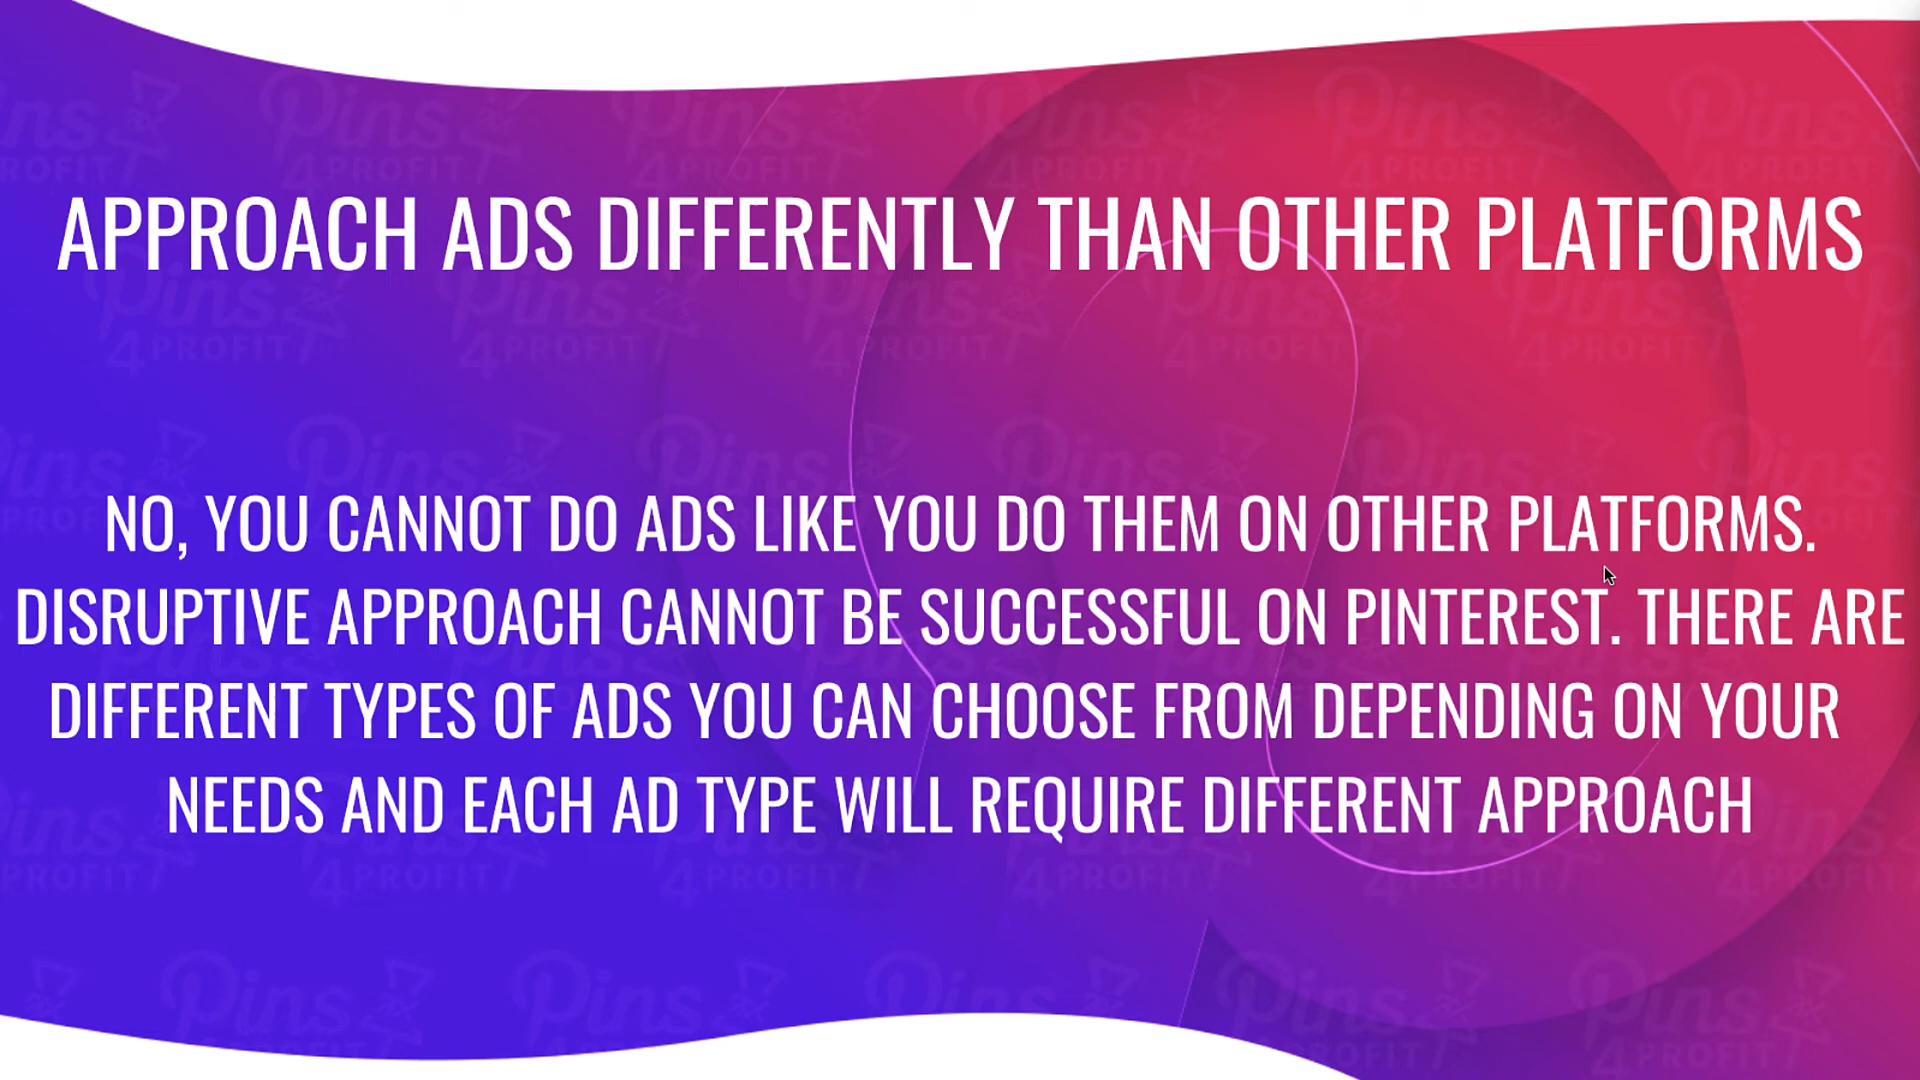 APPROACH ADS DIFFERENTLY THAN OTHER PLATFORMS
NO, YOU CANNOT DO ADS LIKE YOU DO THEM ON OTHER PLATFORMS.
DISRUPTIVE APPROACH CANNOT BE SUCCESSFUL ON PINTEREST. THERE ARE
DIFFERENT TYPES OF ADS YOU CAN CHOOSE FROM DEPENDING ON YOUR
NEEDS AND EACH AD TYPE WILL REQUIRE DIFFERENT APPROACH
Pins
4PROFIT